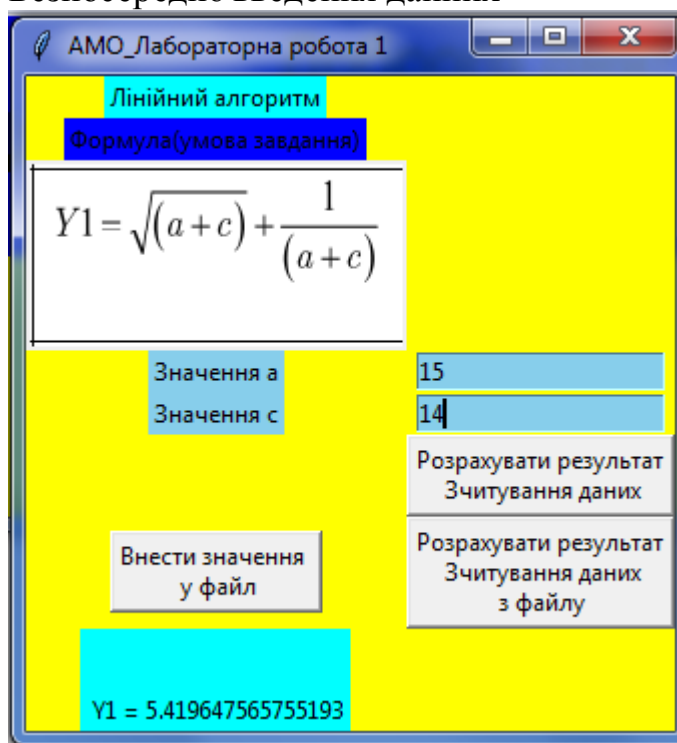 Безпосередньо введення данних
АМО_Лабораторна робота 1
Лінійний алгоритм
Формула(умова завдання)
Y1 = √(a+c) + 1/(a+c)
Значення а
15
Значення с
14
Розрахувати результат
Зчитування даних
Внести значення
у файл
Розрахувати результат
Зчитування даних
з файлу
Y1 = 5.419647565755193